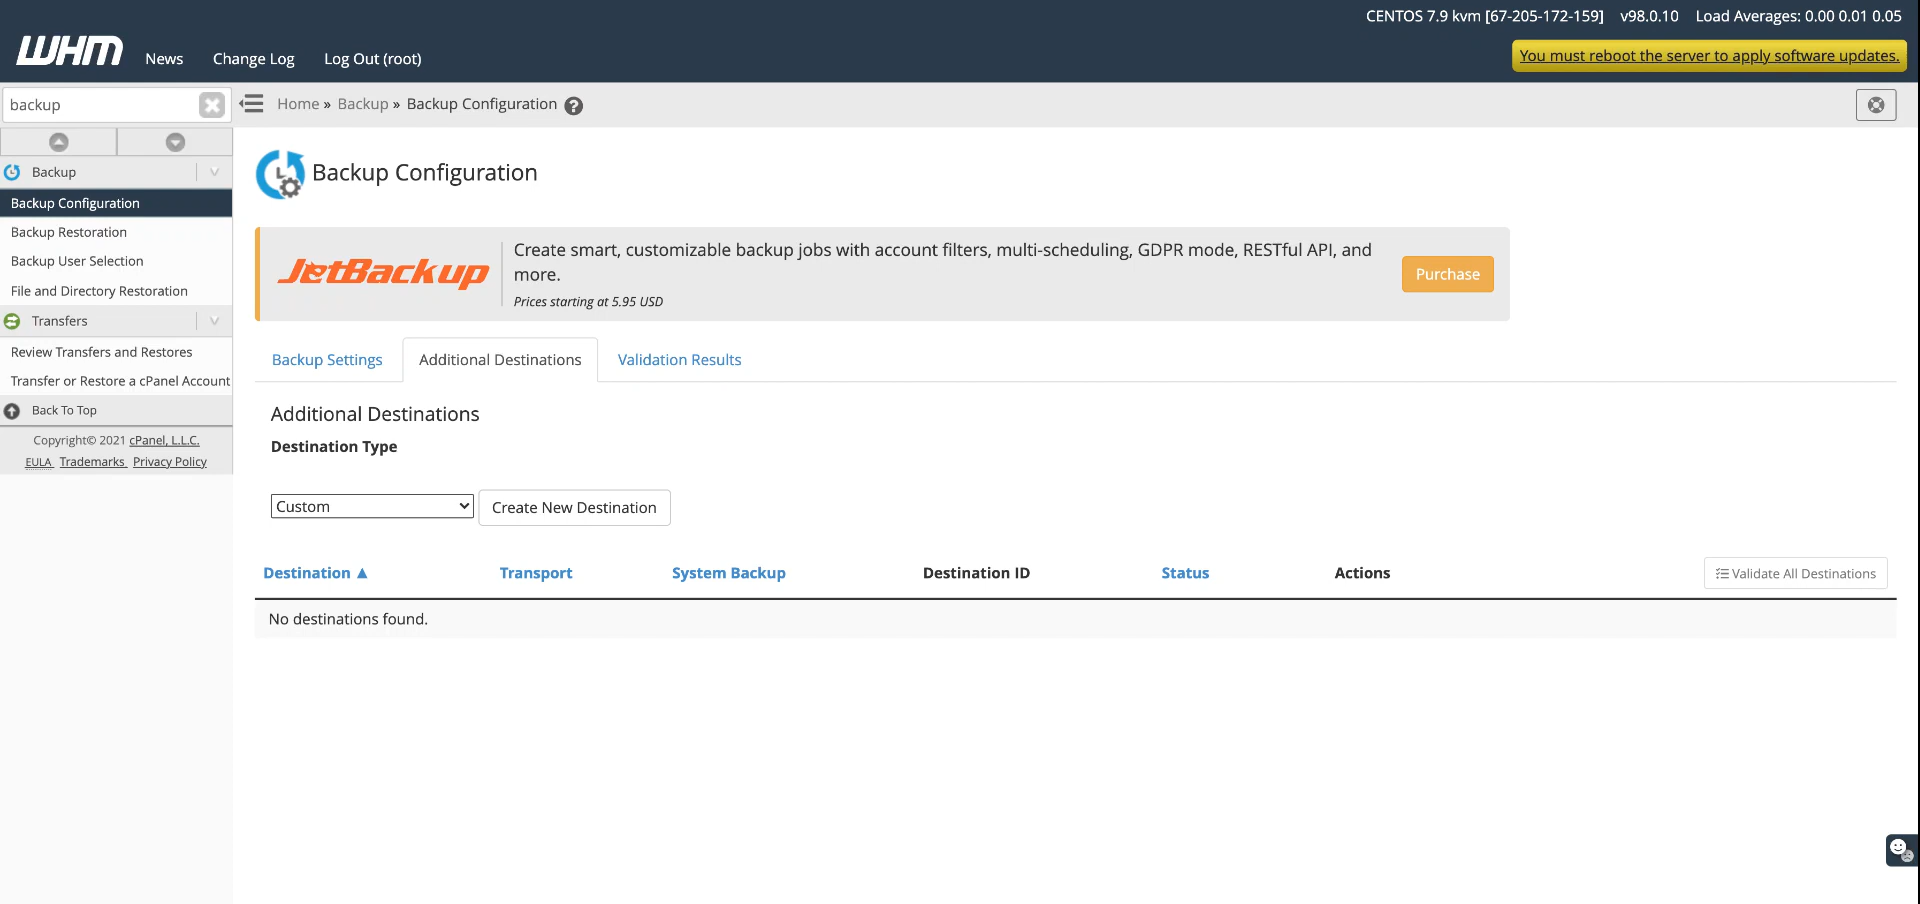 CENTOS 7.9 kvm [67-205-172-159] v98.0.10 Load Averages: 0.00 0.01 0.05
WHM News Change Log Log Out (root)
You must reboot the server to apply software updates.
backup
Home » Backup » Backup Configuration ?
Backup
Backup Configuration
Backup Restoration
Backup User Selection
File and Directory Restoration
Transfers
Review Transfers and Restores
Transfer or Restore a cPanel Account
Back To Top
Copyright© 2021 cPanel, L.L.C.
EULA Trademarks Privacy Policy
Backup Configuration
JetBackup
Create smart, customizable backup jobs with account filters, multi-scheduling, GDPR mode, RESTful API, and
more.
Prices starting at 5.95 USD
Purchase
Backup Settings Additional Destinations Validation Results
Additional Destinations
Destination Type
Custom Create New Destination
Destination ▲ Transport System Backup Destination ID Status Actions Validate All Destinations
No destinations found.